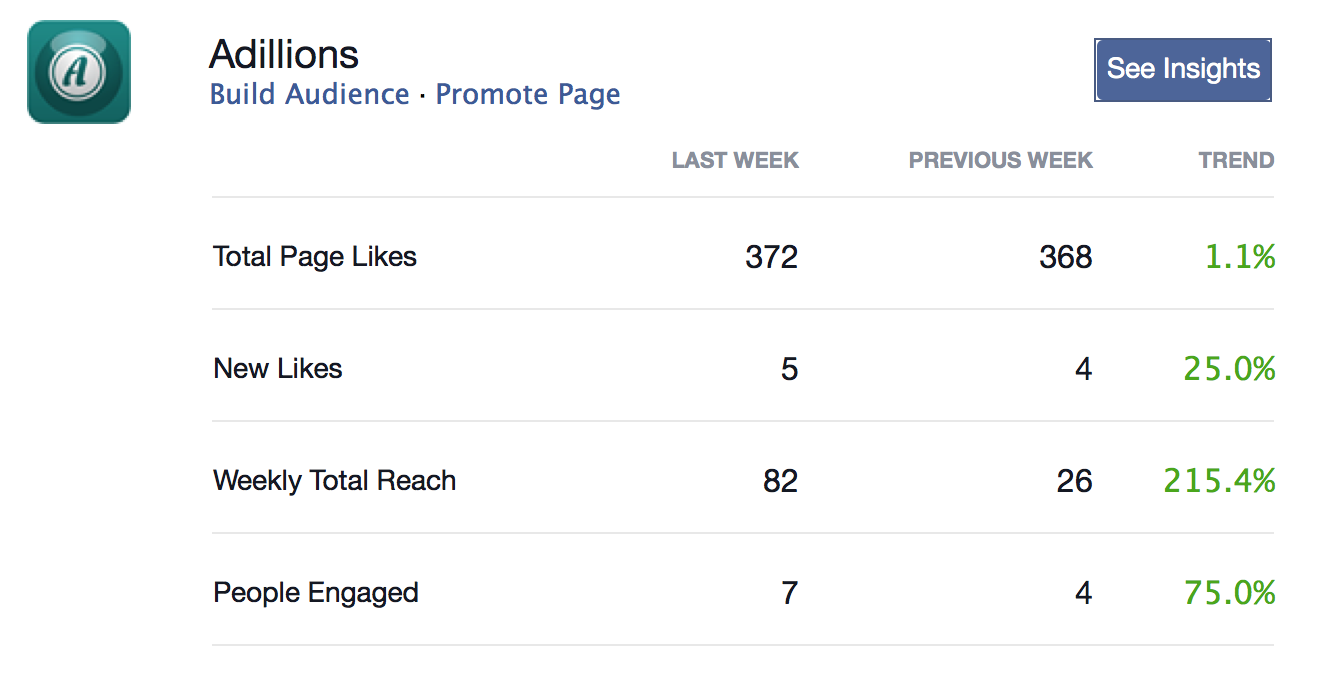 A
Adillions
See Insights
Build Audience · Promote Page
LAST WEEK PREVIOUS WEEK TREND
Total Page Likes 372 368 1.1%
New Likes 5 4 25.0%
Weekly Total Reach 82 26 215.4%
People Engaged 7 4 75.0%